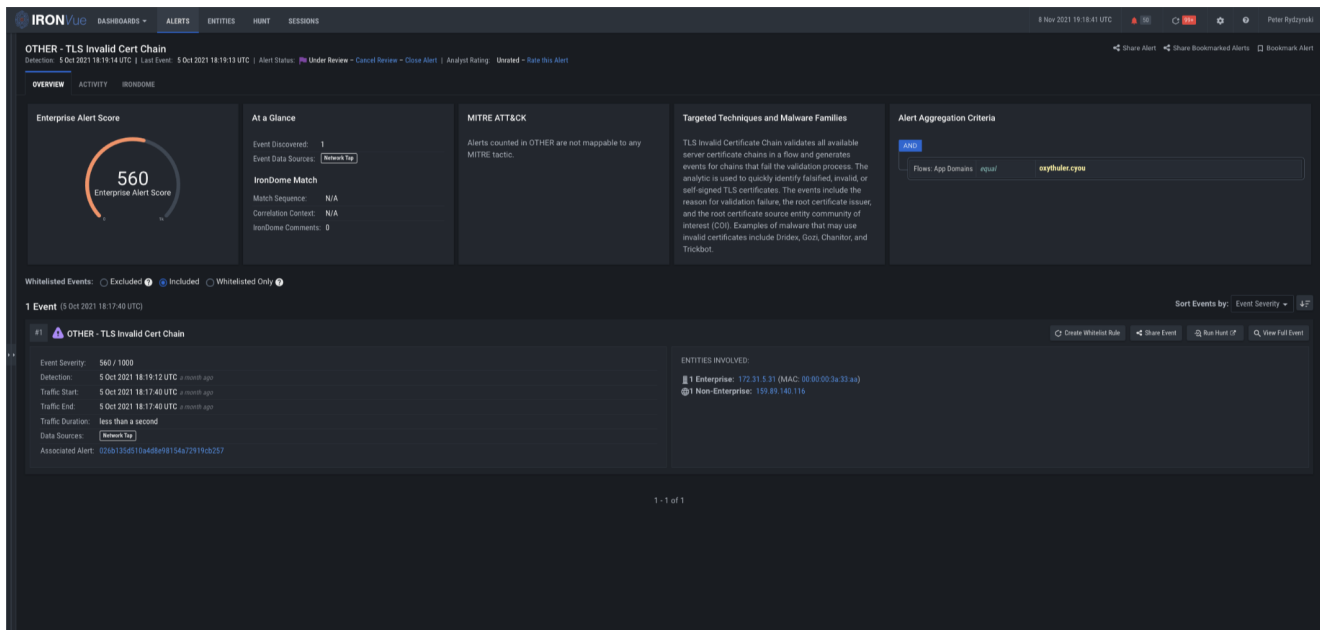 IRONVue DASHBOARDS ALERTS ENTITIES HUNT SESSIONS 8 Nov 2021 19:18:41 UTC 99+ Peter Rydzynski
OTHER - TLS Invalid Cert Chain
Share Alert Share Bookmarked Alerts Bookmark Alert
Detection: 5 Oct 2021 18:19:14 UTC | Last Event: 5 Oct 2021 18:19:13 UTC | Alert Status: Under Review – Cancel Review – Close Alert | Analyst Rating: Unrated – Rate this Alert
OVERVIEW ACTIVITY IRONDOME
Enterprise Alert Score
560
Enterprise Alert Score
At a Glance
Event Discovered: 1
Event Data Sources: Network Tap
IronDome Match
Match Sequence: N/A
Correlation Context: N/A
IronDome Comments: 0
MITRE ATT&CK
Alerts counted in OTHER are not mappable to any
MITRE tactic.
Targeted Techniques and Malware Families
TLS Invalid Certificate Chain validates all available
server certificate chains in a flow and generates
events for chains that fail the validation process. The
analytic is used to quickly identify falsified, invalid, or
self-signed TLS certificates. The events include the
reason for validation failure, the root certificate issuer,
and the root certificate source entity community of
interest (COI). Examples of malware that may use
invalid certificates include Dridex, Gozi, Chanitor, and
Trickbot.
Alert Aggregation Criteria
AND
Flows: App Domains equal oxythuler.cyou
Whitelisted Events: Excluded Included Whitelisted Only
1 Event (5 Oct 2021 18:17:40 UTC)
Sort Events by: Event Severity
#1 OTHER - TLS Invalid Cert Chain
Create Whitelist Rule Share Event Run Hunt View Full Event
Event Severity: 560 / 1000
Detection: 5 Oct 2021 18:19:12 UTC a month ago
Traffic Start: 5 Oct 2021 18:17:40 UTC a month ago
Traffic End: 5 Oct 2021 18:17:40 UTC a month ago
Traffic Duration: less than a second
Data Sources: Network Tap
Associated Alert: 026b135d510a4d8e98154a72919cb257
ENTITIES INVOLVED:
1 Enterprise: 172.31.5.31 (MAC: 00:00:00:3a:33:aa)
1 Non-Enterprise: 159.89.140.116
1 - 1 of 1